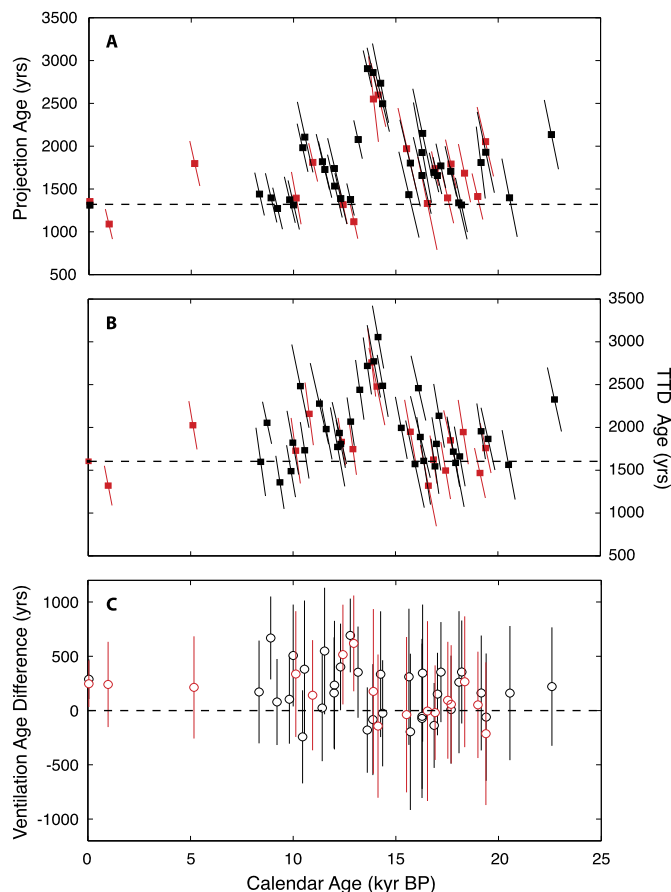 A
Projection Age (yrs)
3500
3000
2500
2000
1500
1000
500
B
TTD Age (yrs)
3500
3000
2500
2000
1500
1000
500
C
Ventilation Age Difference (yrs)
1000
500
0
-500
-1000
0 5 10 15 20 25
Calendar Age (kyr BP)